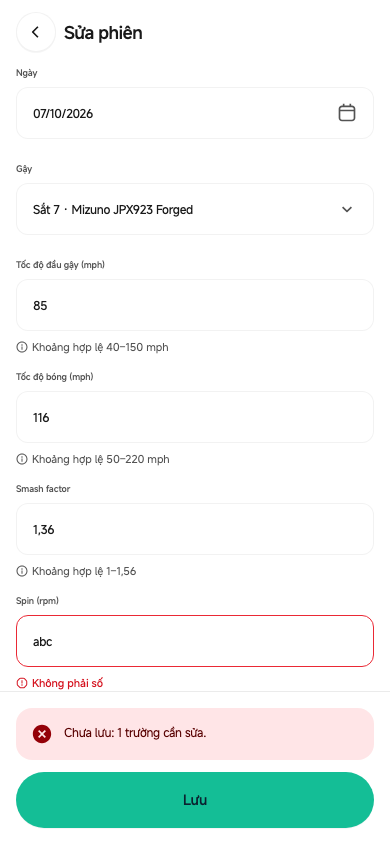 Sửa phiên
Ngày
07/10/2026
Gậy
Sắt 7 · Mizuno JPX923 Forged
Tốc độ đầu gậy (mph)
85
Khoảng hợp lệ 40–150 mph
Tốc độ bóng (mph)
116
Khoảng hợp lệ 50–220 mph
Smash factor
1,36
Khoảng hợp lệ 1–1,56
Spin (rpm)
abc
Không phải số
Chưa lưu: 1 trường cần sửa.
Lưu